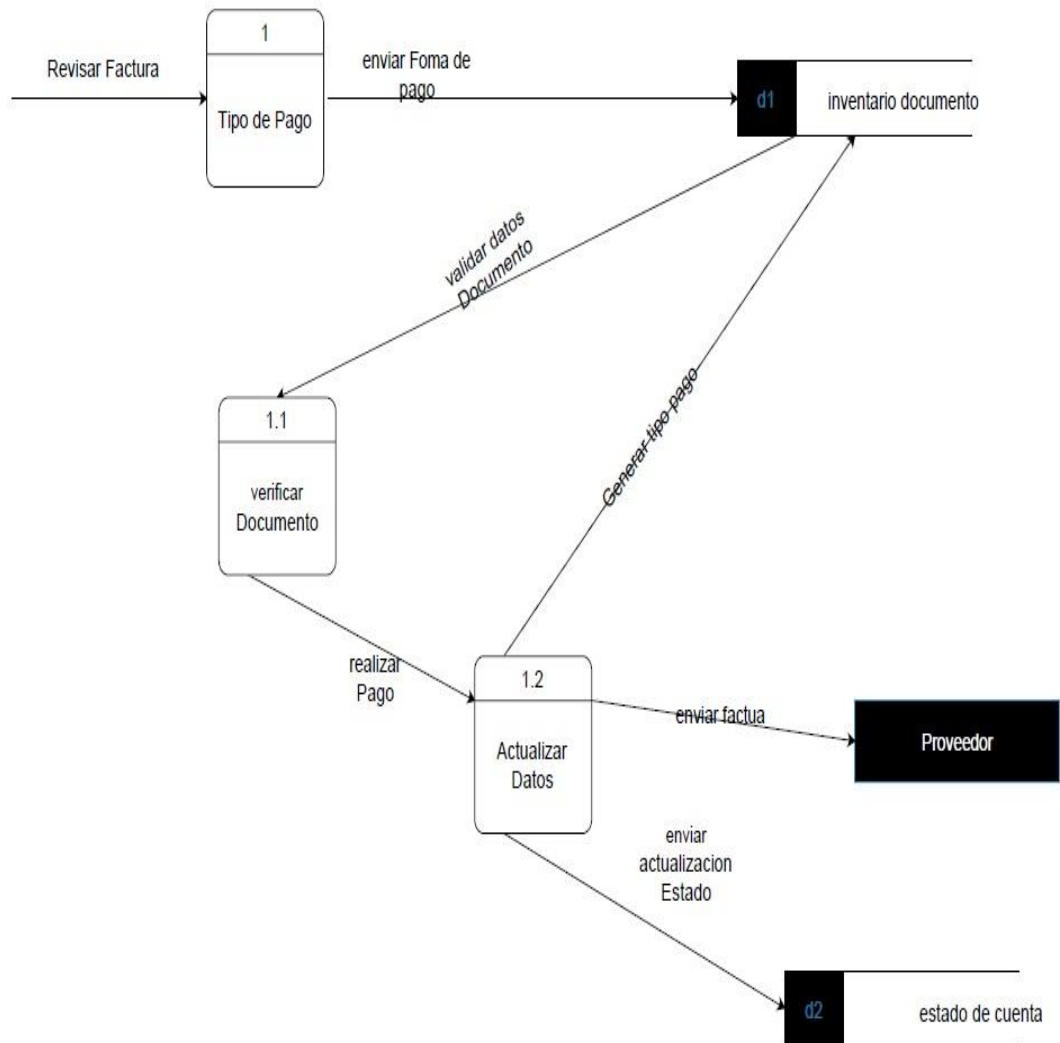 1
Revisar Factura
enviar Foma de
pago
Tipo de Pago
d1
inventario documento
validar datos
Documento
Generar tipo pago
1.1
verificar
Documento
realizar
Pago
1.2
Actualizar
Datos
enviar factua
Proveedor
enviar
actualizacion
Estado
d2
estado de cuenta